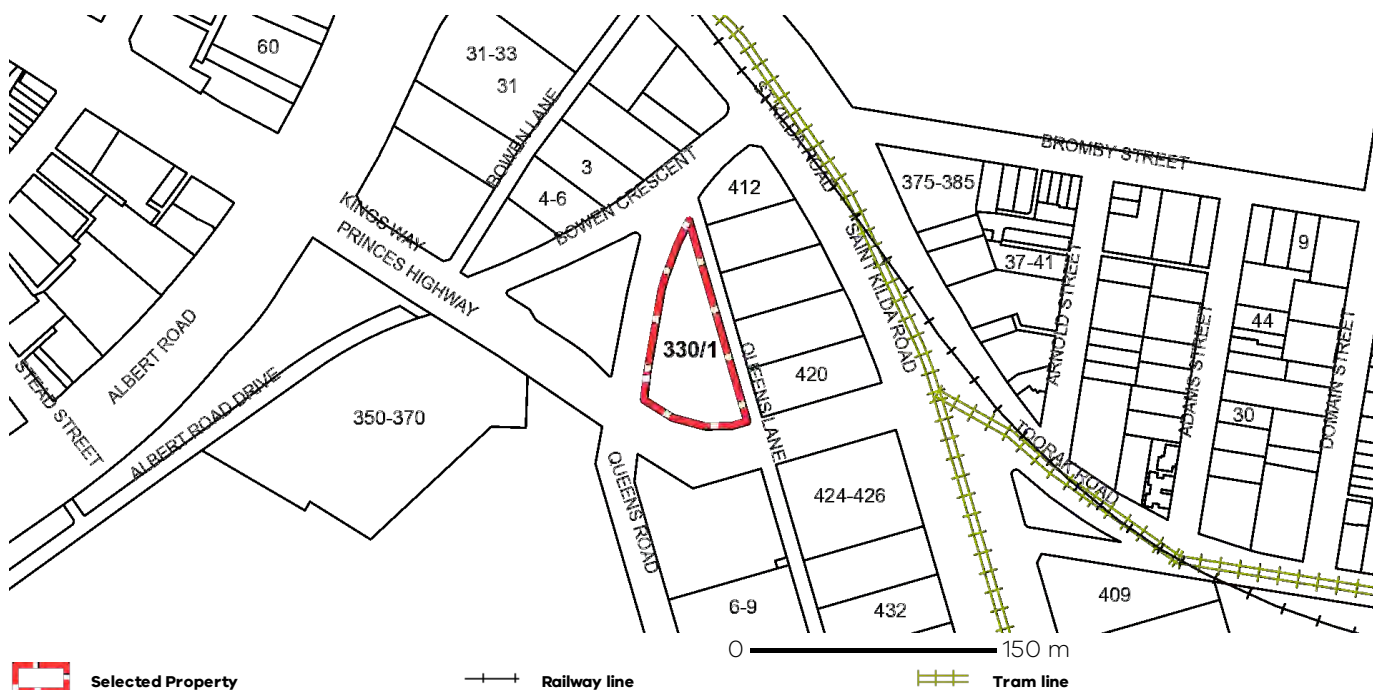 60
31-33
31
BOWEN LANE
3
4-6
BOWEN CRESCENT
KINGS WAY
PRINCES HIGHWAY
ST KILDA ROAD
SAINT KILDA ROAD
BROMBY STREET
412
375-385
37-41
9
44
30
ARNOLD STREET
ADAMS STREET
DOMAIN STREET
330/1
QUEENS LANE
420
ALBERT ROAD
STEAD STREET
ALBERT ROAD DRIVE
350-370
QUEENS ROAD
424-426
TOORAK ROAD
6-9
432
409
0 150 m
Selected Property
Railway line
Tram line